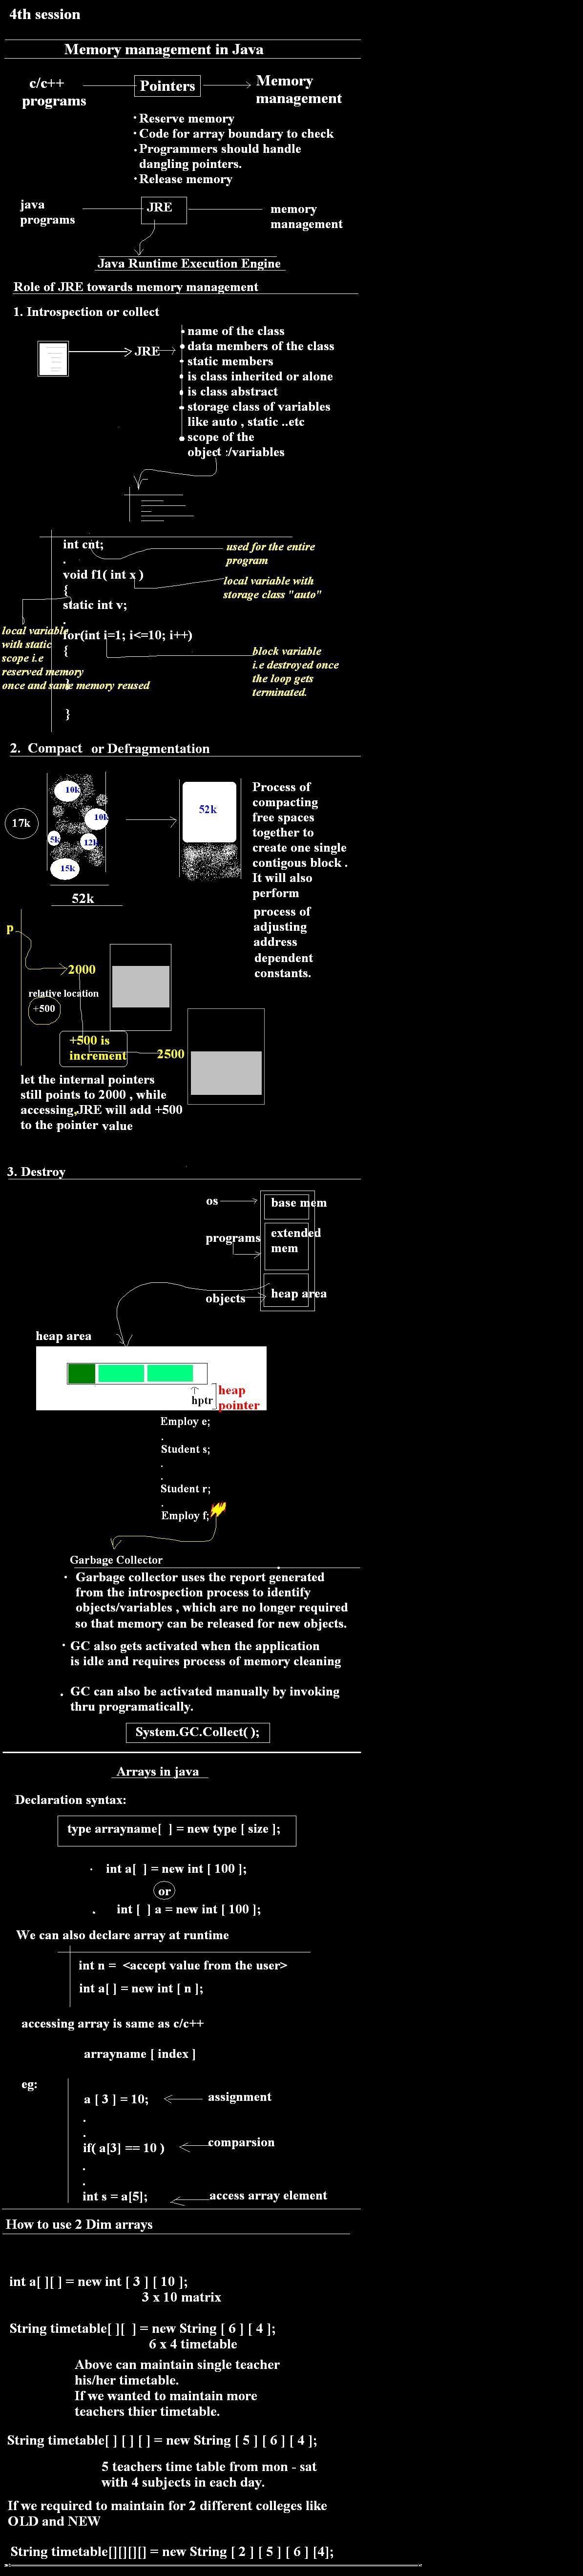 4th session
Memory management in Java
c/c++
programs
Pointers
Memory
management
· Reserve memory
· Code for array boundary to check
· Programmers should handle
dangling pointers.
· Release memory
java
programs
JRE
memory
management
Java Runtime Execution Engine
Role of JRE towards memory management
1. Introspection or collect
JRE
name of the class
data members of the class
static members
is class inherited or alone
is class abstract
storage class of variables
like auto , static ..etc
scope of the
object :/variables
int cnt;
used for the entire
program
.
void f1( int x )
local variable with
storage class "auto"
{
static int v;
.
for(int i=1; i<=10; i++)
local variable
with static
scope i.e
reserved memory
once and same memory reused
{
block variable
i.e destroyed once
the loop gets
terminated.
}
}
2. Compact or Defragmentation
17k
10k
10k
5k
12k
15k
52k
52k
Process of
compacting
free spaces
together to
create one single
contigous block .
It will also
perform
process of
adjusting
address
dependent
constants.
p
2000
relative location
+500
+500 is
increment
2500
let the internal pointers
still points to 2000 , while
accessing,JRE will add +500
to the pointer value
3. Destroy
os
base mem
programs
extended
mem
objects
heap area
heap area
hptr
heap
pointer
Employ e;
.
Student s;
.
.
Student r;
.
Employ f;
Garbage Collector
· Garbage collector uses the report generated
from the introspection process to identify
objects/variables , which are no longer required
so that memory can be released for new objects.
· GC also gets activated when the application
is idle and requires process of memory cleaning
. GC can also be activated manually by invoking
thru programatically.
System.GC.Collect( );
Arrays in java
Declaration syntax:
type arrayname[ ] = new type [ size ];
· int a[ ] = new int [ 100 ];
or
. int [ ] a = new int [ 100 ];
We can also declare array at runtime
int n = <accept value from the user>
int a[ ] = new int [ n ];
accessing array is same as c/c++
arrayname [ index ]
eg:
a [ 3 ] = 10;
assignment
.
.
if( a[3] == 10 )
comparsion
.
.
int s = a[5];
access array element
How to use 2 Dim arrays
int a[ ][ ] = new int [ 3 ] [ 10 ];
3 x 10 matrix
String timetable[ ][ ] = new String [ 6 ] [ 4 ];
6 x 4 timetable
Above can maintain single teacher
his/her timetable.
If we wanted to maintain more
teachers thier timetable.
String timetable[ ] [ ] [ ] = new String [ 5 ] [ 6 ] [ 4 ];
5 teachers time table from mon - sat
with 4 subjects in each day.
If we required to maintain for 2 different colleges like
OLD and NEW
String timetable[][][][] = new String [ 2 ] [ 5 ] [ 6 ] [4];